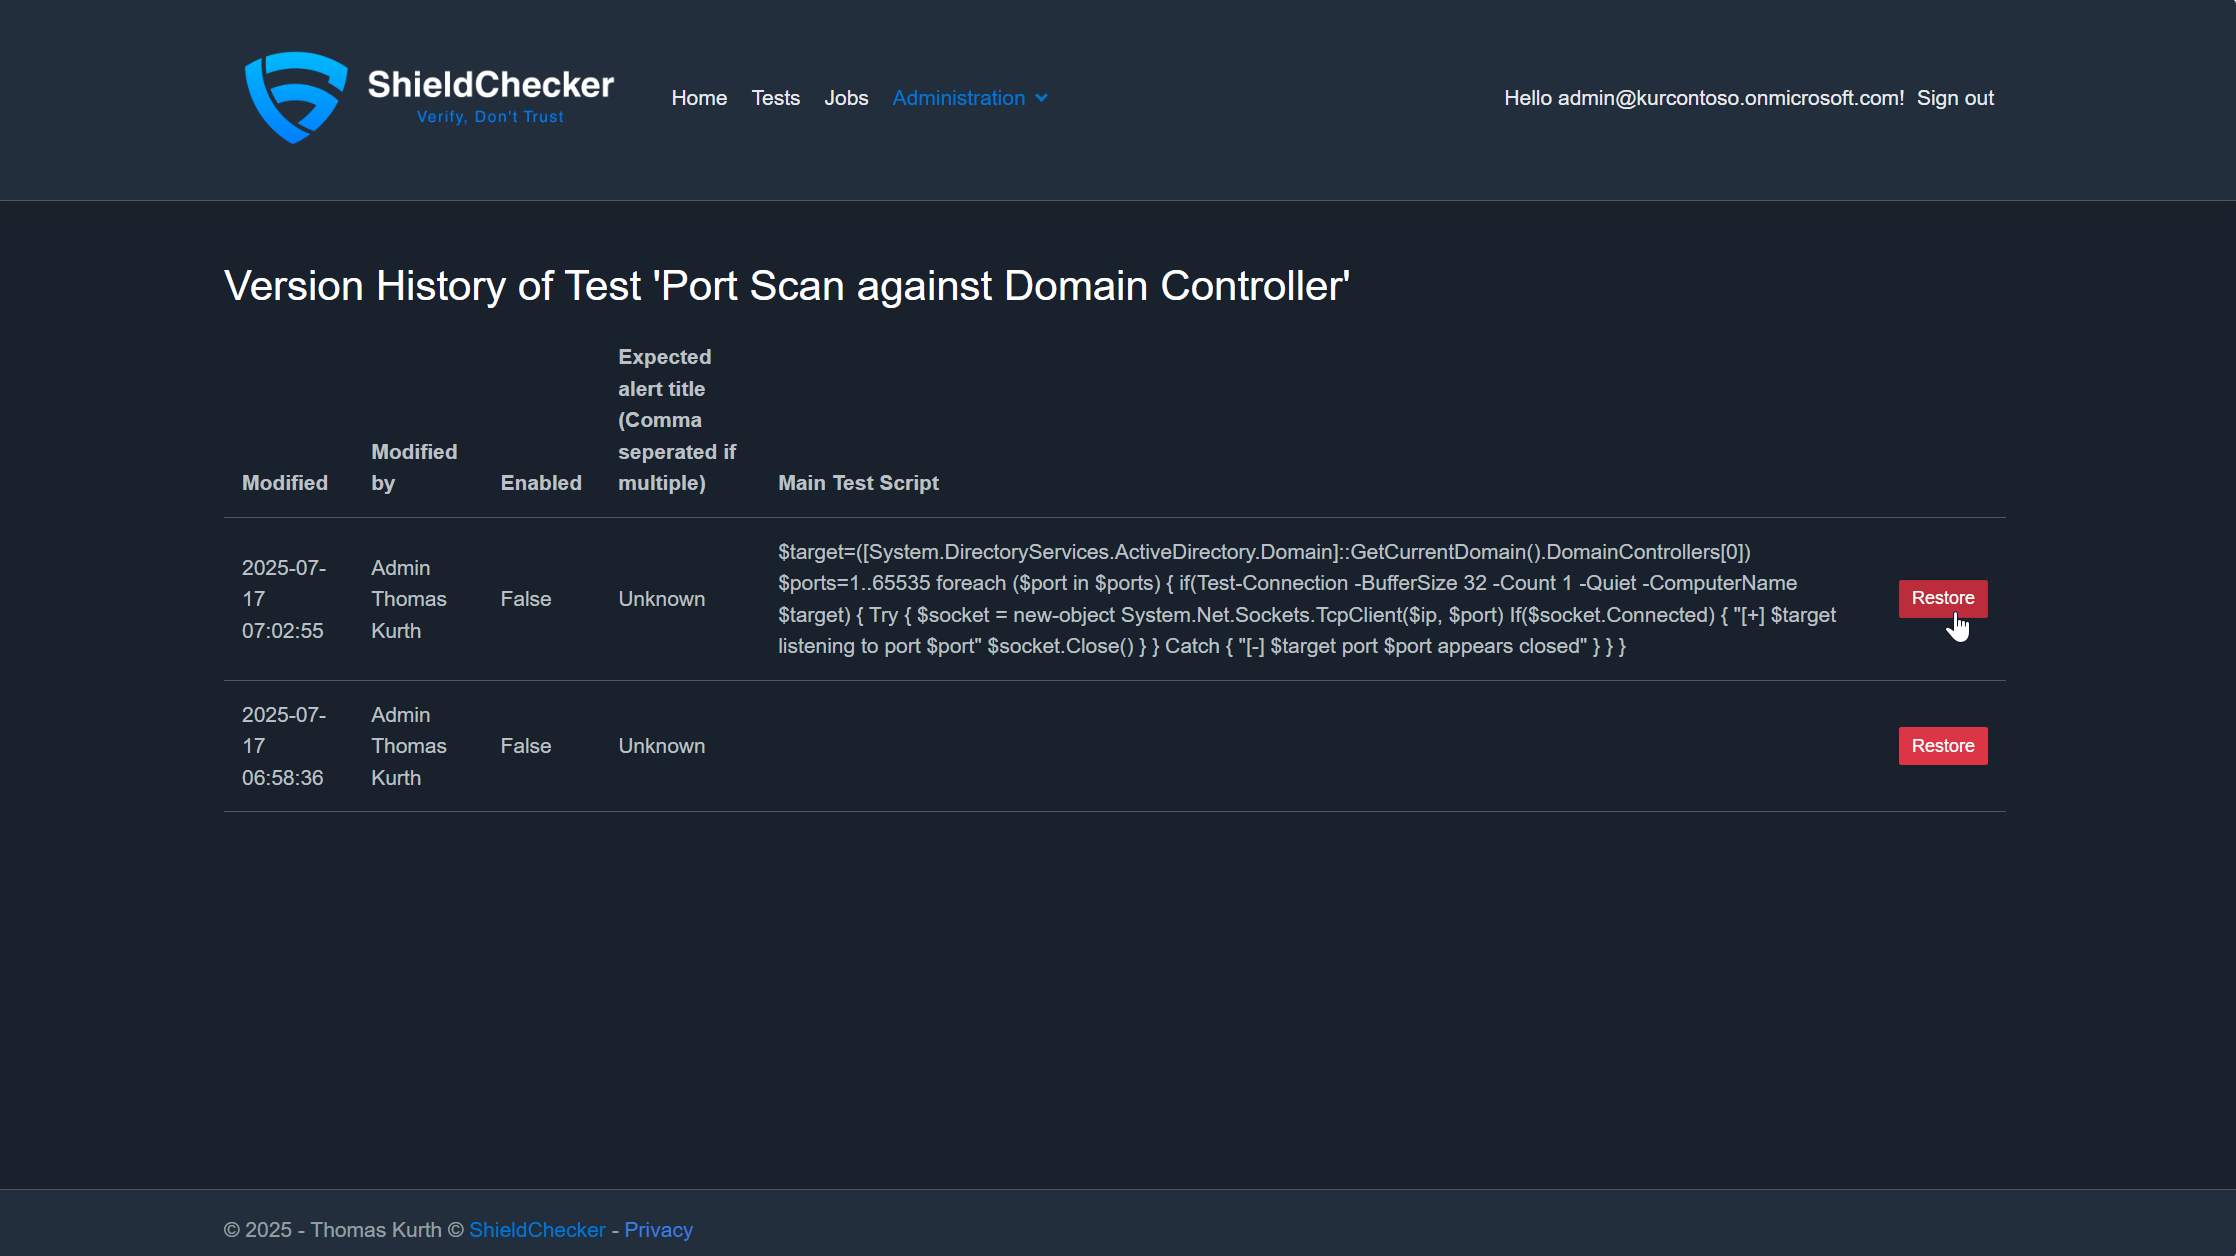 ShieldChecker
Verify, Don't Trust
Home Tests Jobs Administration
Hello admin@kurcontoso.onmicrosoft.com! Sign out
Version History of Test 'Port Scan against Domain Controller'
Modified
Modified
by
Enabled
Expected
alert title
(Comma
seperated if
multiple)
Main Test Script
2025-07-
17
07:02:55
Admin
Thomas
Kurth
False
Unknown
$target=([System.DirectoryServices.ActiveDirectory.Domain]::GetCurrentDomain().DomainControllers[0])
$ports=1..65535 foreach ($port in $ports) { if(Test-Connection -BufferSize 32 -Count 1 -Quiet -ComputerName
$target) { Try { $socket = new-object System.Net.Sockets.TcpClient($ip, $port) If($socket.Connected) { "[+] $target
listening to port $port" $socket.Close() } } Catch { "[-] $target port $port appears closed" } } }
Restore
2025-07-
17
06:58:36
Admin
Thomas
Kurth
False
Unknown
Restore
© 2025 - Thomas Kurth © ShieldChecker - Privacy